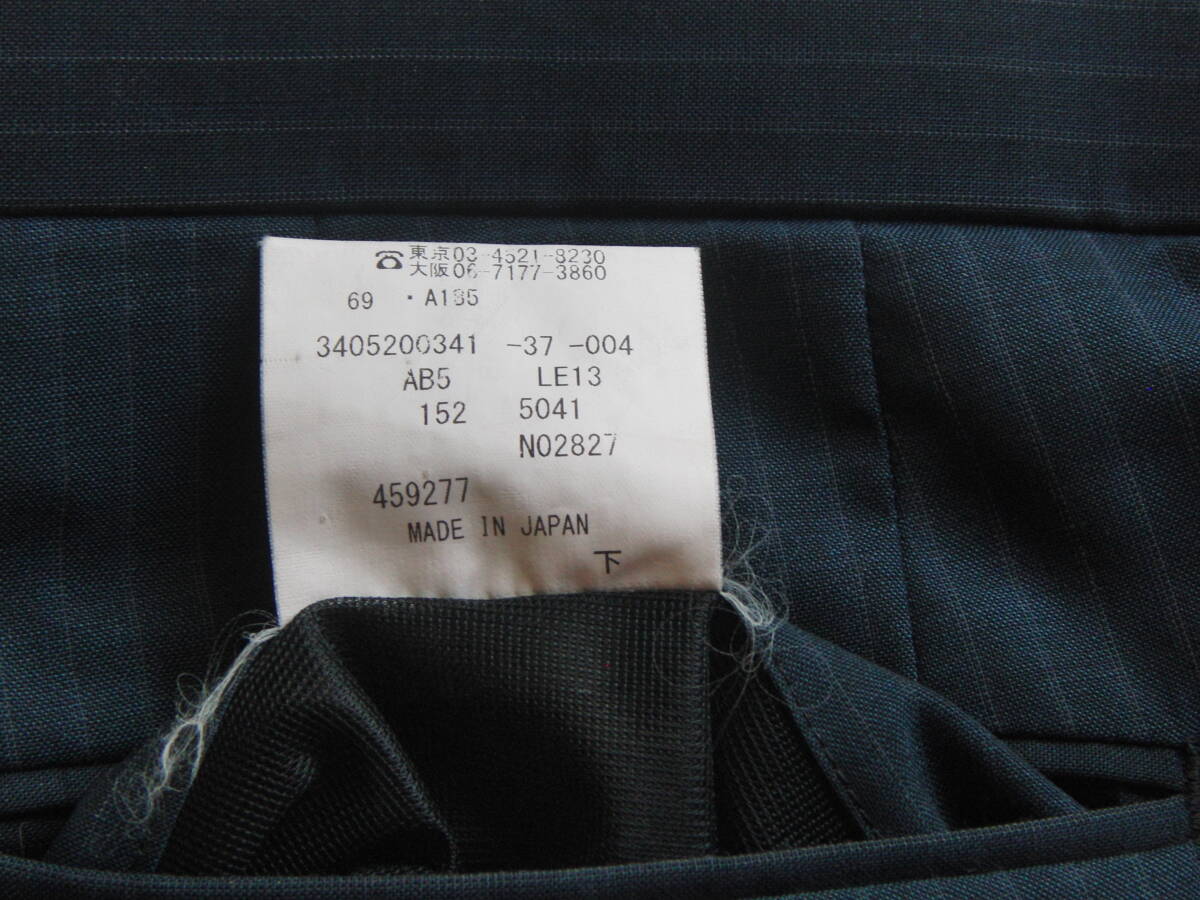 ☎東京03-4521-8230
大阪06-7177-3860
69 ・A185
3405200341 -37 -004
AB5 LE13
152 5041
N02827
459277
MADE IN JAPAN
下